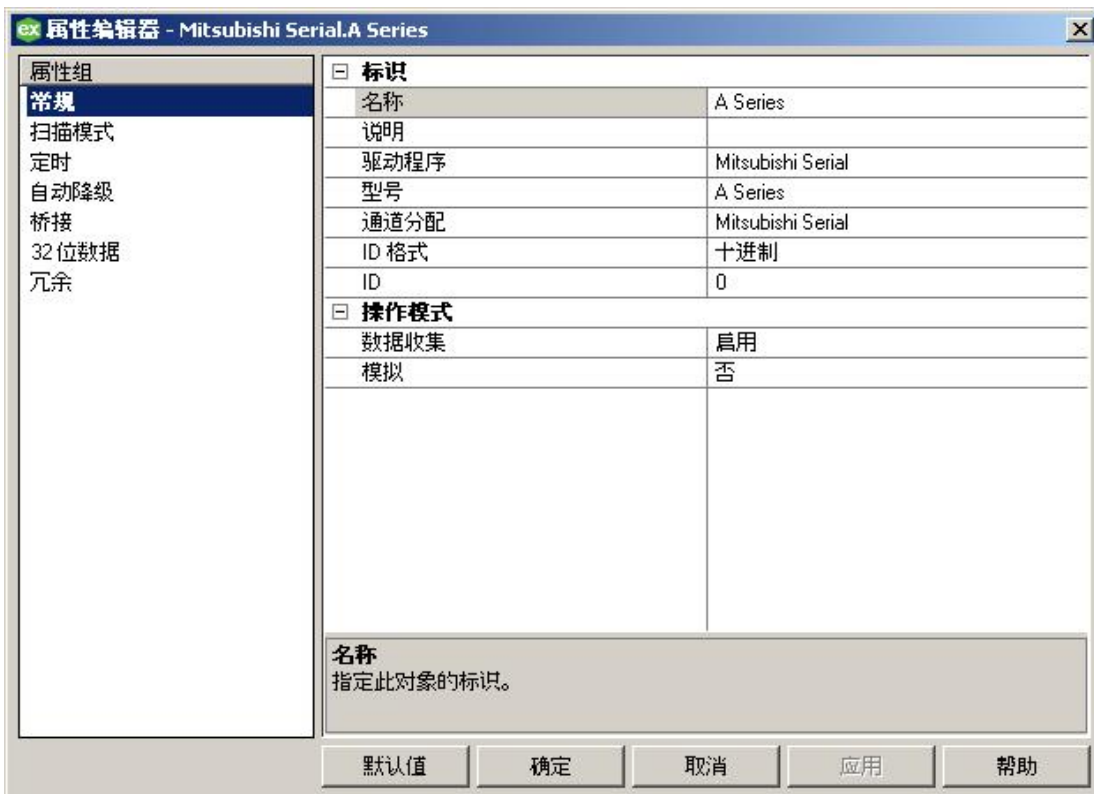 ex 属性编辑器 - Mitsubishi Serial.A Series
属性组
常规
扫描模式
定时
自动降级
桥接
32 位数据
冗余
标识
名称 A Series
说明
驱动程序 Mitsubishi Serial
型号 A Series
通道分配 Mitsubishi Serial
ID 格式 十进制
ID 0
操作模式
数据收集 启用
模拟 否
名称
指定此对象的标识。
默认值 确定 取消 应用 帮助